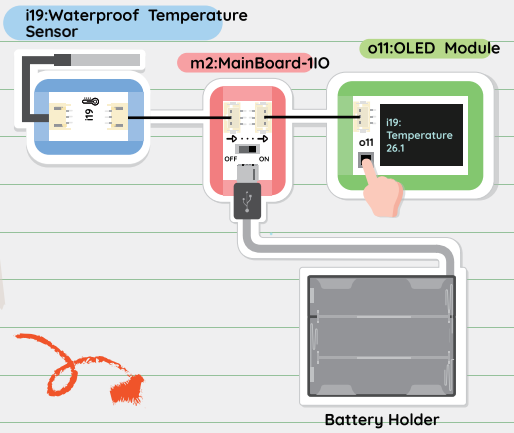 i19:Waterproof Temperature
Sensor
m2:MainBoard-1IO
o11:OLED Module
i19
o11
i19:
Temperature
26.1
OFF ON
Battery Holder